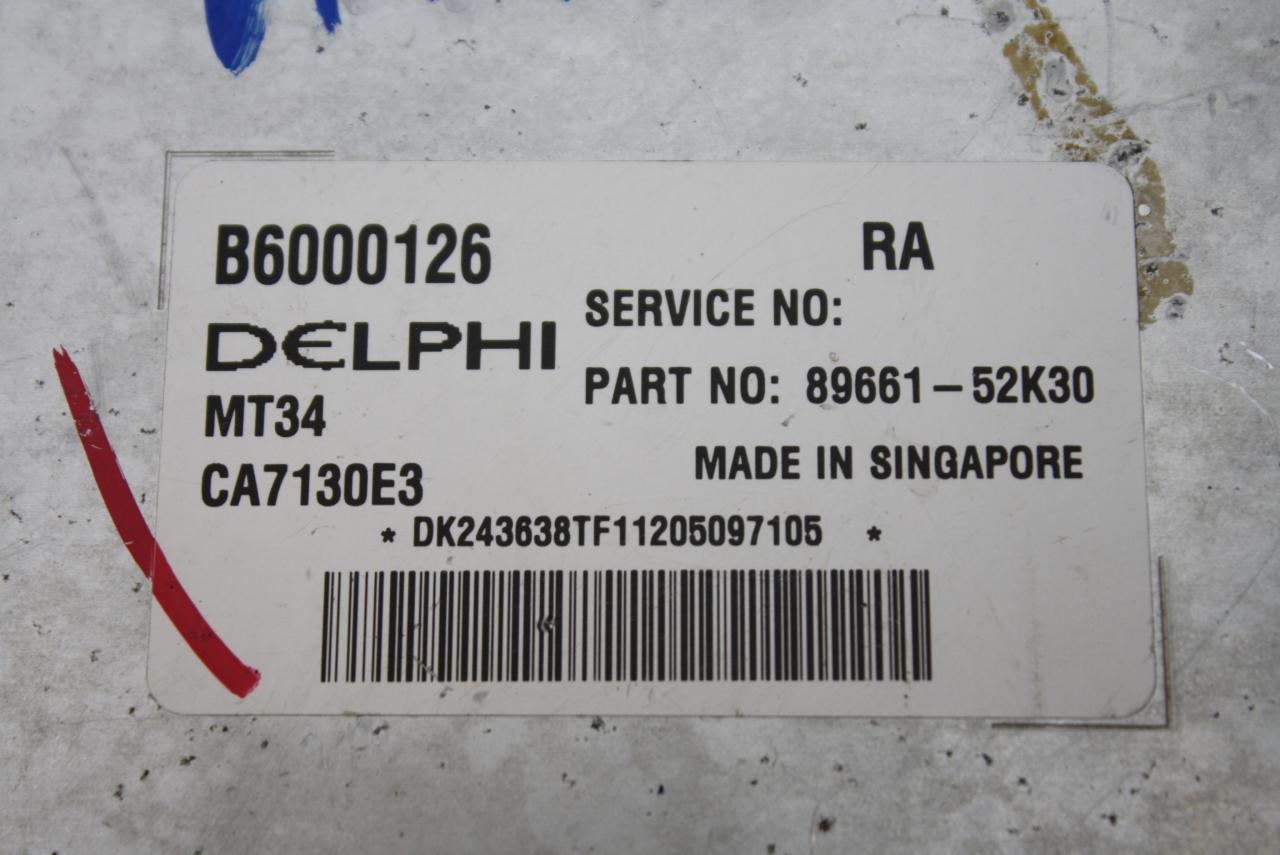 B6000126 RA
DELPHI SERVICE NO:
MT34 PART NO: 89661-52K30
CA7130E3 MADE IN SINGAPORE
* DK243638TF11205097105 *